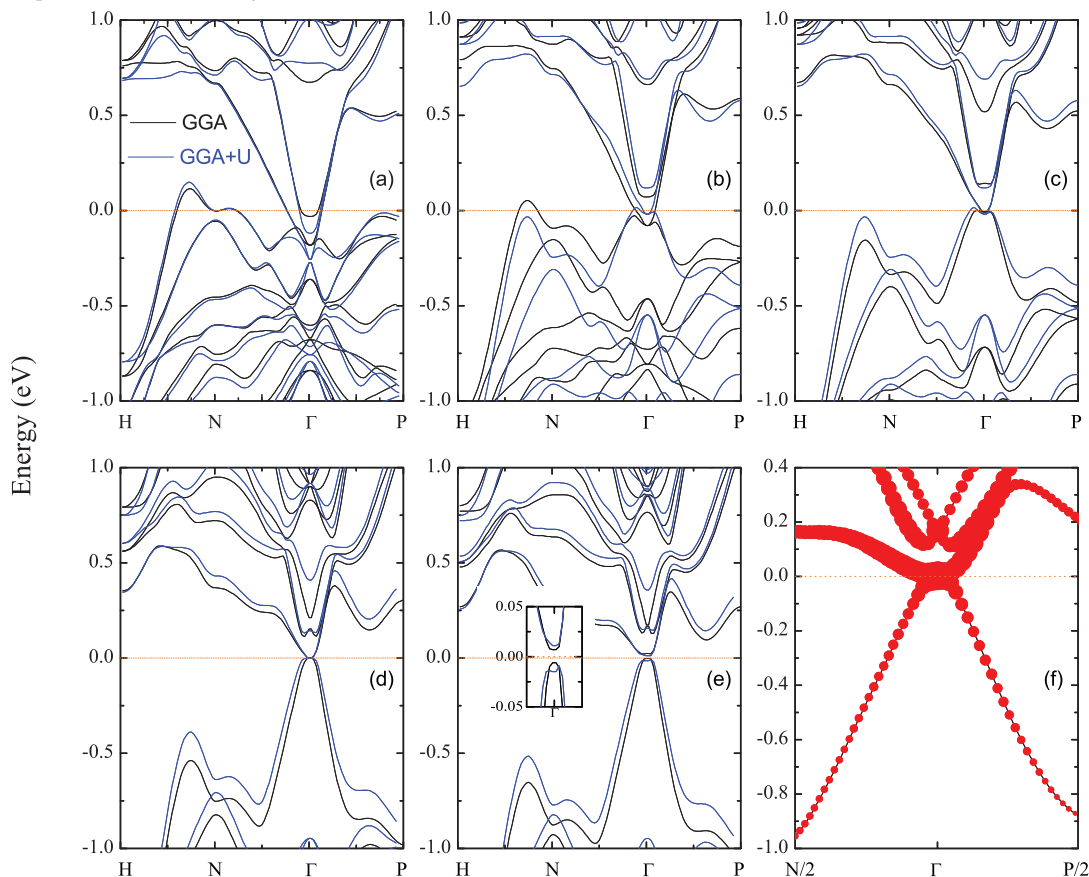 1.0
0.5
0.0
-0.5
-1.0
GGA
GGA+U
(a)
H
N
Γ
P
1.0
0.5
0.0
-0.5
-1.0
(b)
H
N
Γ
P
1.0
0.5
0.0
-0.5
-1.0
(c)
H
N
Γ
P
Energy (eV)
1.0
0.5
0.0
-0.5
-1.0
(d)
H
N
Γ
P
1.0
0.5
0.0
-0.5
-1.0
0.05
0.00
-0.05
Γ
(e)
H
N
Γ
P
0.4
0.2
0.0
-0.2
-0.4
-0.6
-0.8
-1.0
(f)
N/2
Γ
P/2